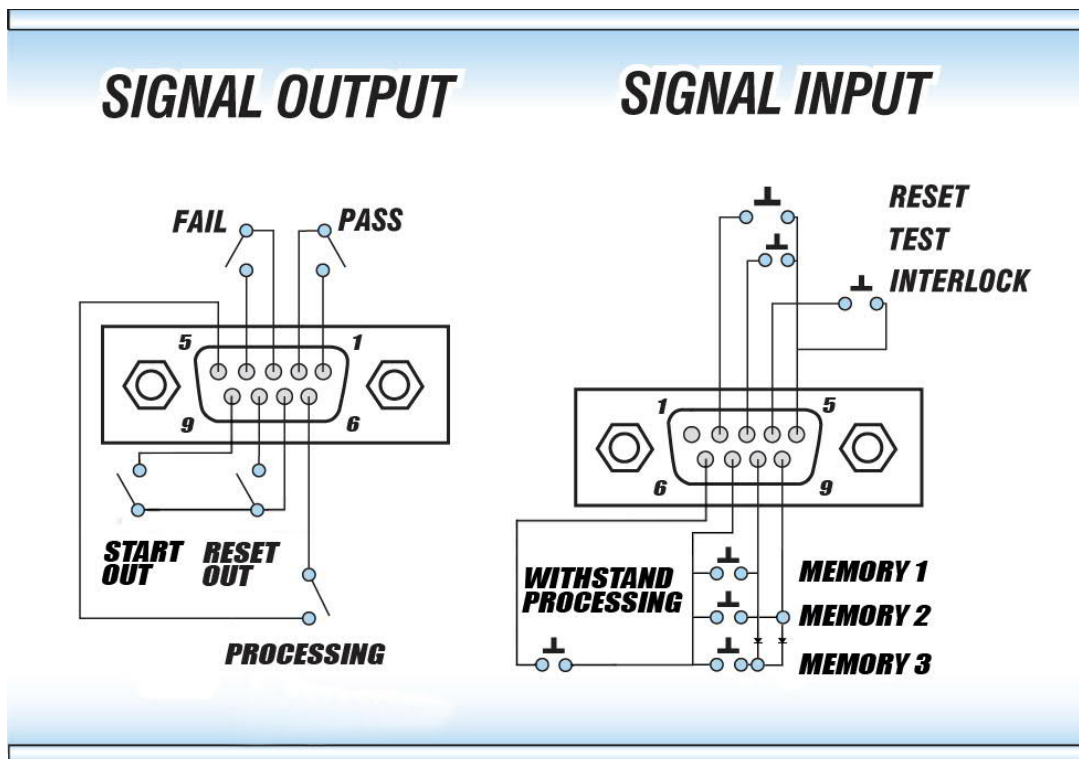 SIGNAL OUTPUT
SIGNAL INPUT
FAIL
PASS
RESET
TEST
INTERLOCK
5
1
9
6
1
5
6
9
START
OUT
RESET
OUT
PROCESSING
WITHSTAND
PROCESSING
MEMORY 1
MEMORY 2
MEMORY 3